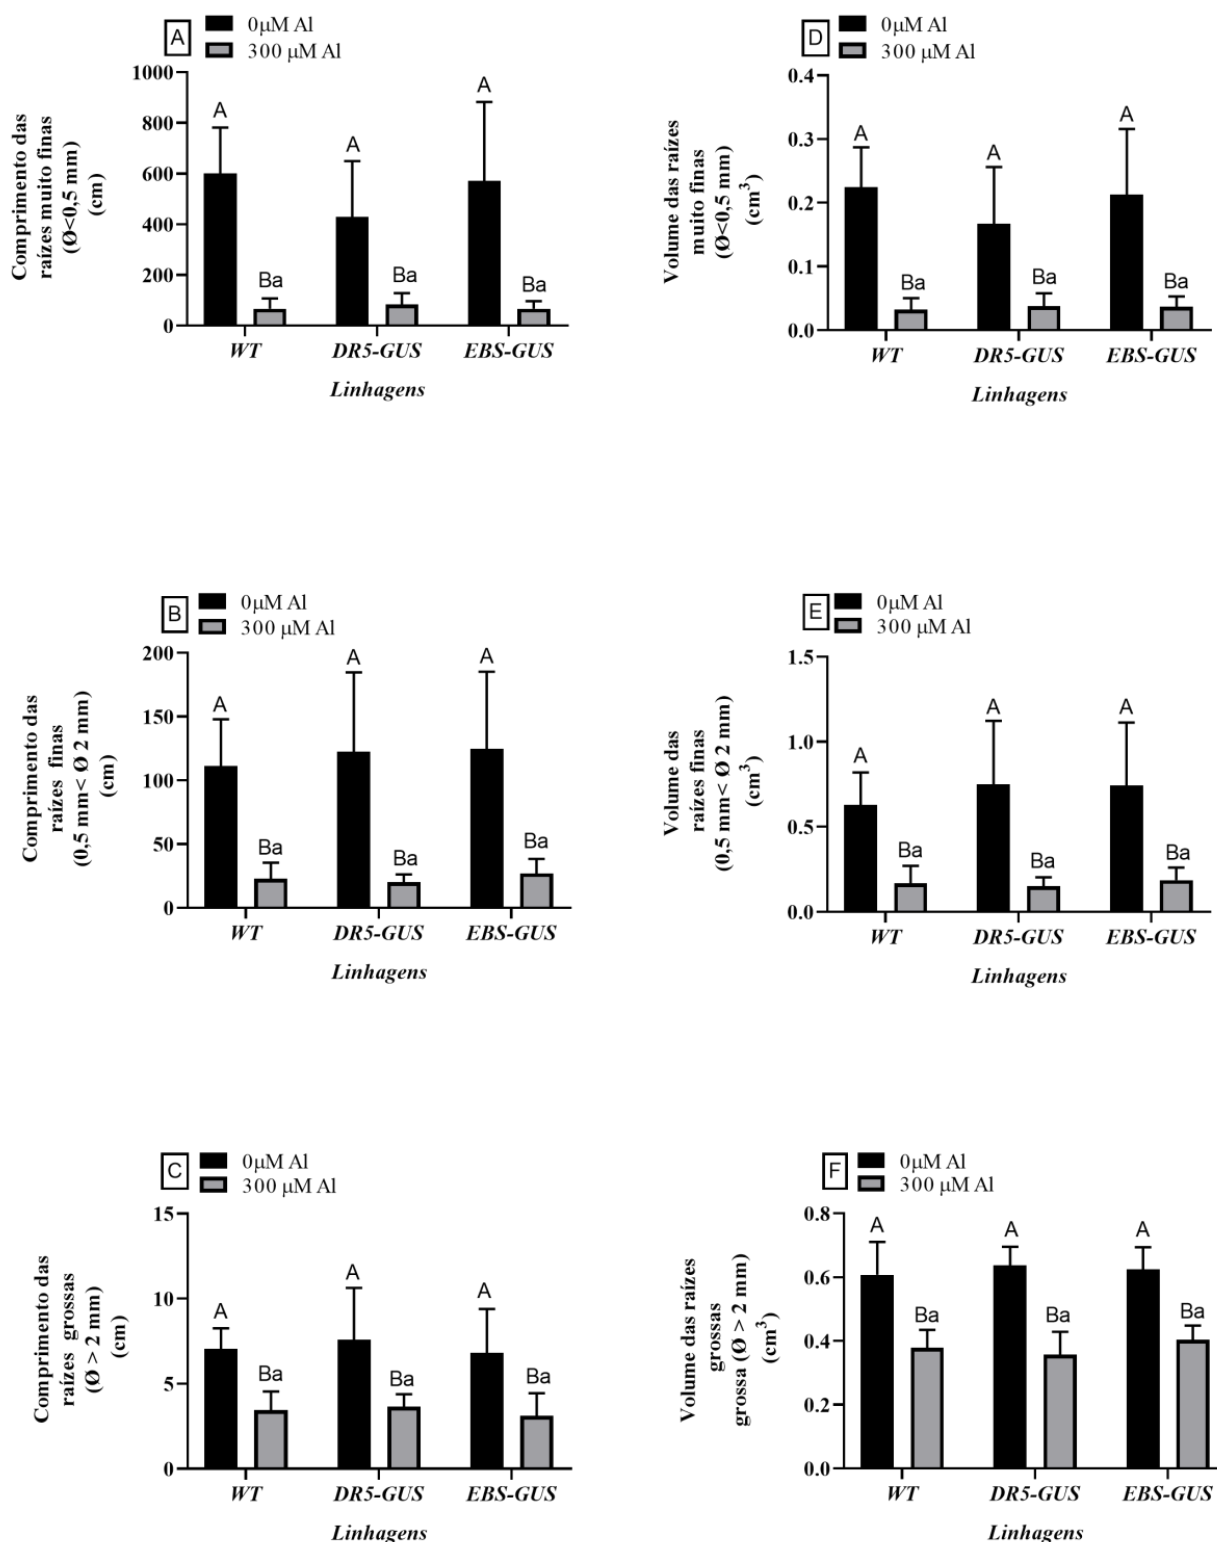 A
0μM Al
300 μM Al
Comprimento das
raízes muito finas
(Ø<0,5 mm)
(cm)
1000
800
600
400
200
0
A
Ba
A
Ba
A
Ba
WT
DR5-GUS
EBS-GUS
Linhagens
D
0μM Al
300 μM Al
Volume das raízes
muito finas
(Ø<0,5 mm)
(cm³)
0.4
0.3
0.2
0.1
0.0
A
Ba
A
Ba
A
Ba
WT
DR5-GUS
EBS-GUS
Linhagens
B
0μM Al
300 μM Al
Comprimento das
raízes finas
(0,5 mm< Ø 2 mm)
(cm)
200
150
100
50
0
A
Ba
A
Ba
A
Ba
WT
DR5-GUS
EBS-GUS
Linhagens
E
0μM Al
300 μM Al
Volume das
raízes finas
(0,5 mm< Ø 2 mm)
(cm³)
1.5
1.0
0.5
0.0
A
Ba
A
Ba
A
Ba
WT
DR5-GUS
EBS-GUS
Linhagens
C
0μM Al
300 μM Al
Comprimento das
raízes grossas
(Ø > 2 mm)
(cm)
15
10
5
0
A
Ba
A
Ba
A
Ba
WT
DR5-GUS
EBS-GUS
Linhagens
F
0μM Al
300 μM Al
Volume das raízes
grossas
grossa (Ø > 2 mm)
(cm³)
0.8
0.6
0.4
0.2
0.0
A
Ba
A
Ba
A
Ba
WT
DR5-GUS
EBS-GUS
Linhagens